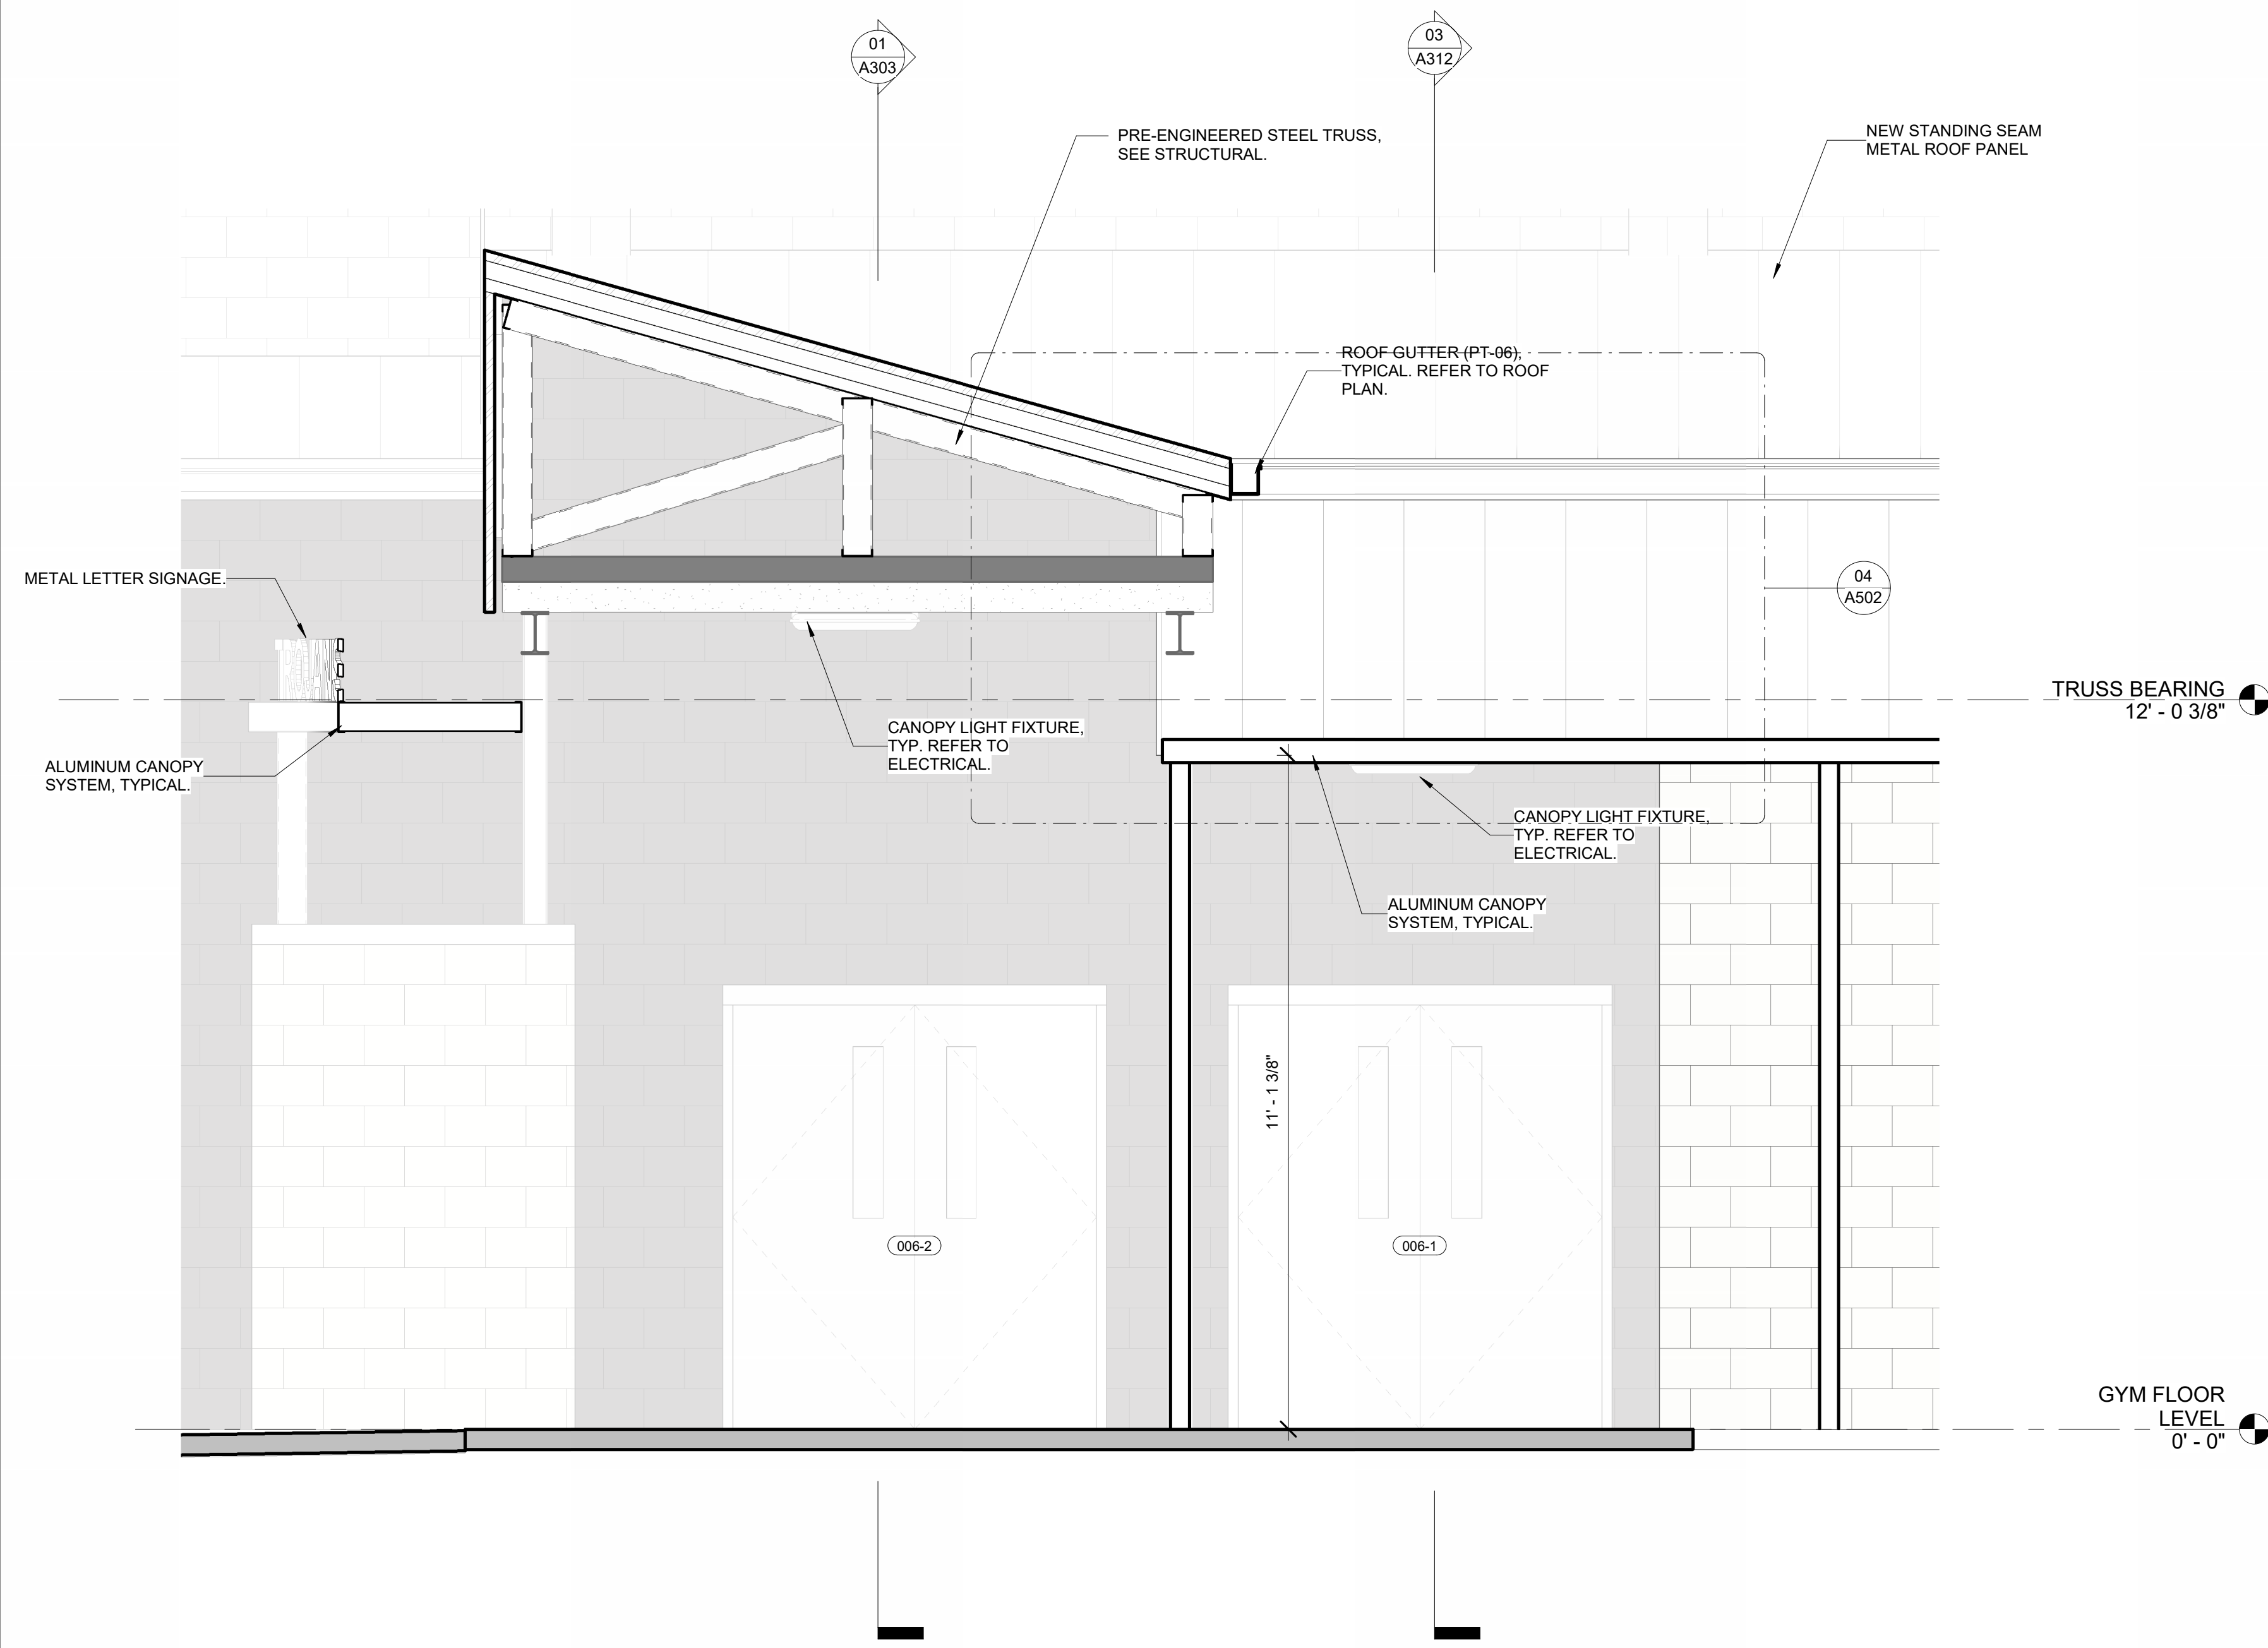 01
A303
03
A312
PRE-ENGINEERED STEEL TRUSS,
SEE STRUCTURAL.
NEW STANDING SEAM
METAL ROOF PANEL
ROOF GUTTER (PT-06),
TYPICAL. REFER TO ROOF
PLAN.
METAL LETTER SIGNAGE.
04
A502
TRUSS BEARING
12' - 0 3/8"
CANOPY LIGHT FIXTURE,
TYP. REFER TO
ELECTRICAL.
ALUMINUM CANOPY
SYSTEM, TYPICAL.
CANOPY LIGHT FIXTURE,
TYP. REFER TO
ELECTRICAL.
ALUMINUM CANOPY
SYSTEM, TYPICAL.
11' - 1 3/8"
006-2
006-1
GYM FLOOR
LEVEL
0' - 0"